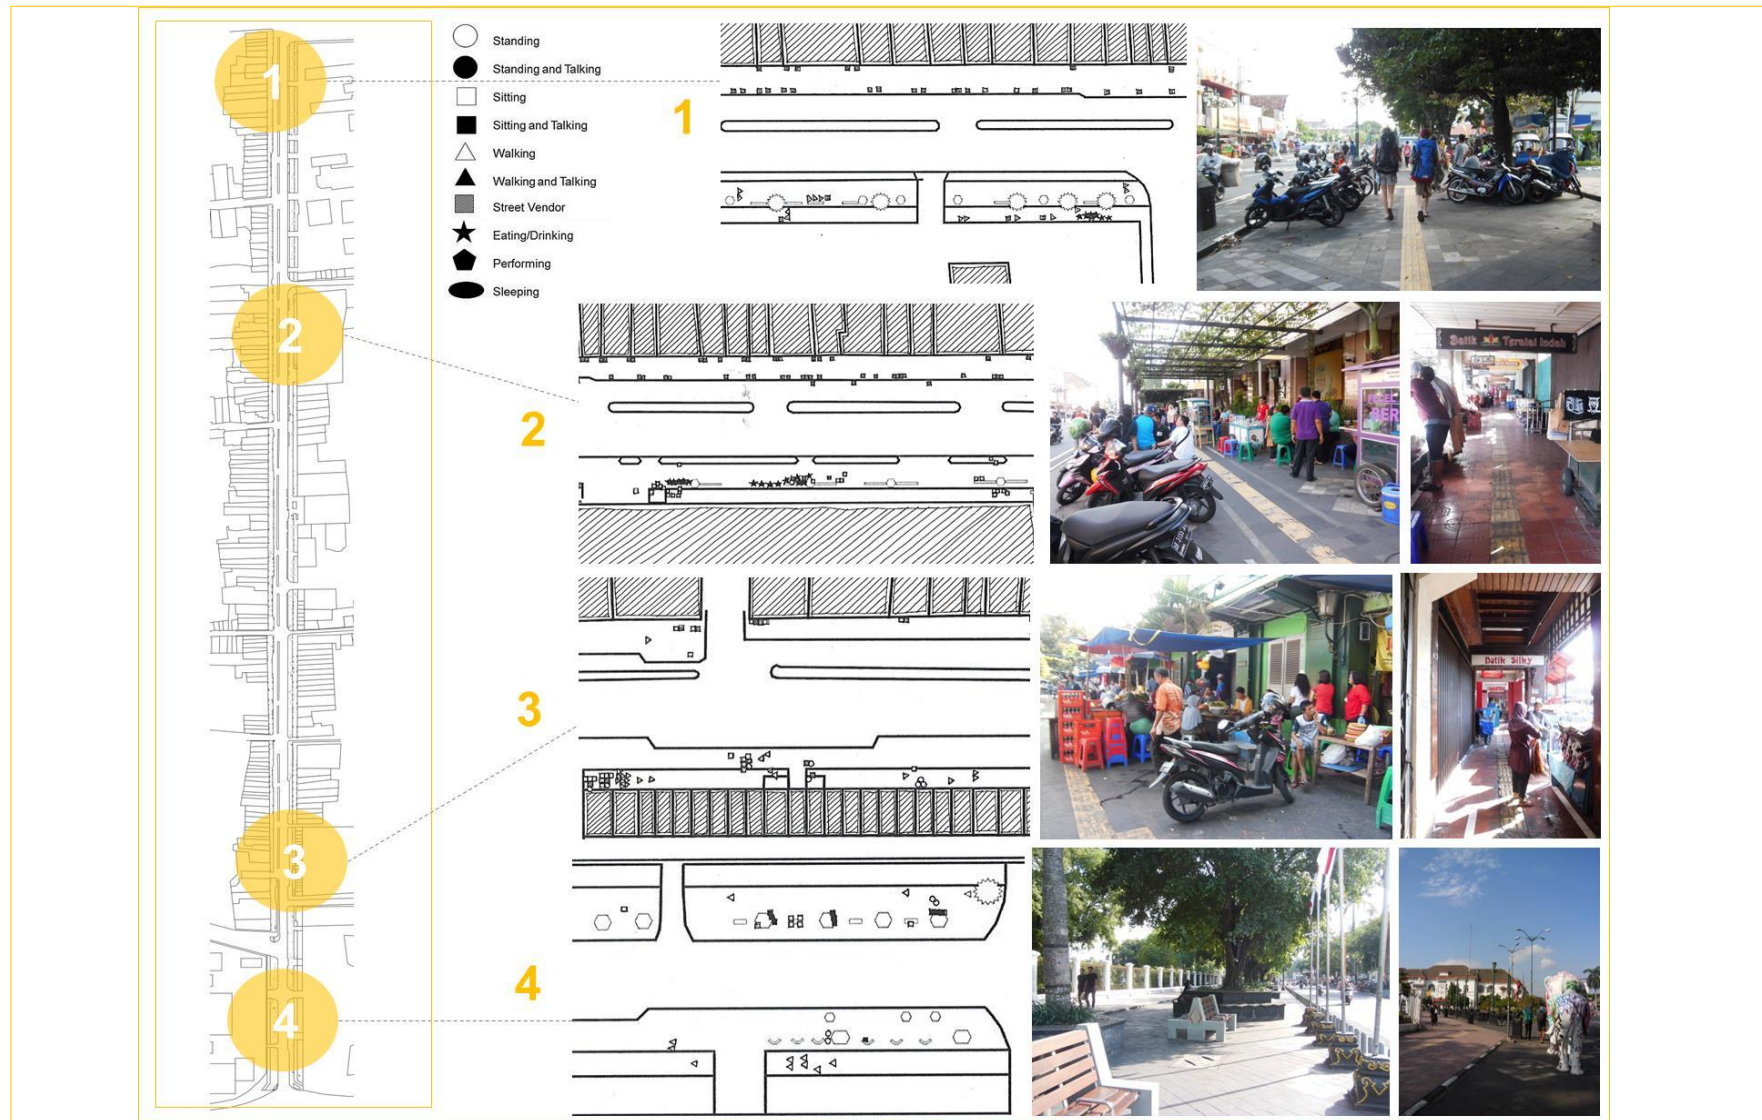 1
2
3
4
Standing
Standing and Talking
Sitting
Sitting and Talking
Walking
Walking and Talking
Street Vendor
Eating/Drinking
Performing
Sleeping
1
2
Batik Teratai Indah
BER
3
Batik Silky
4